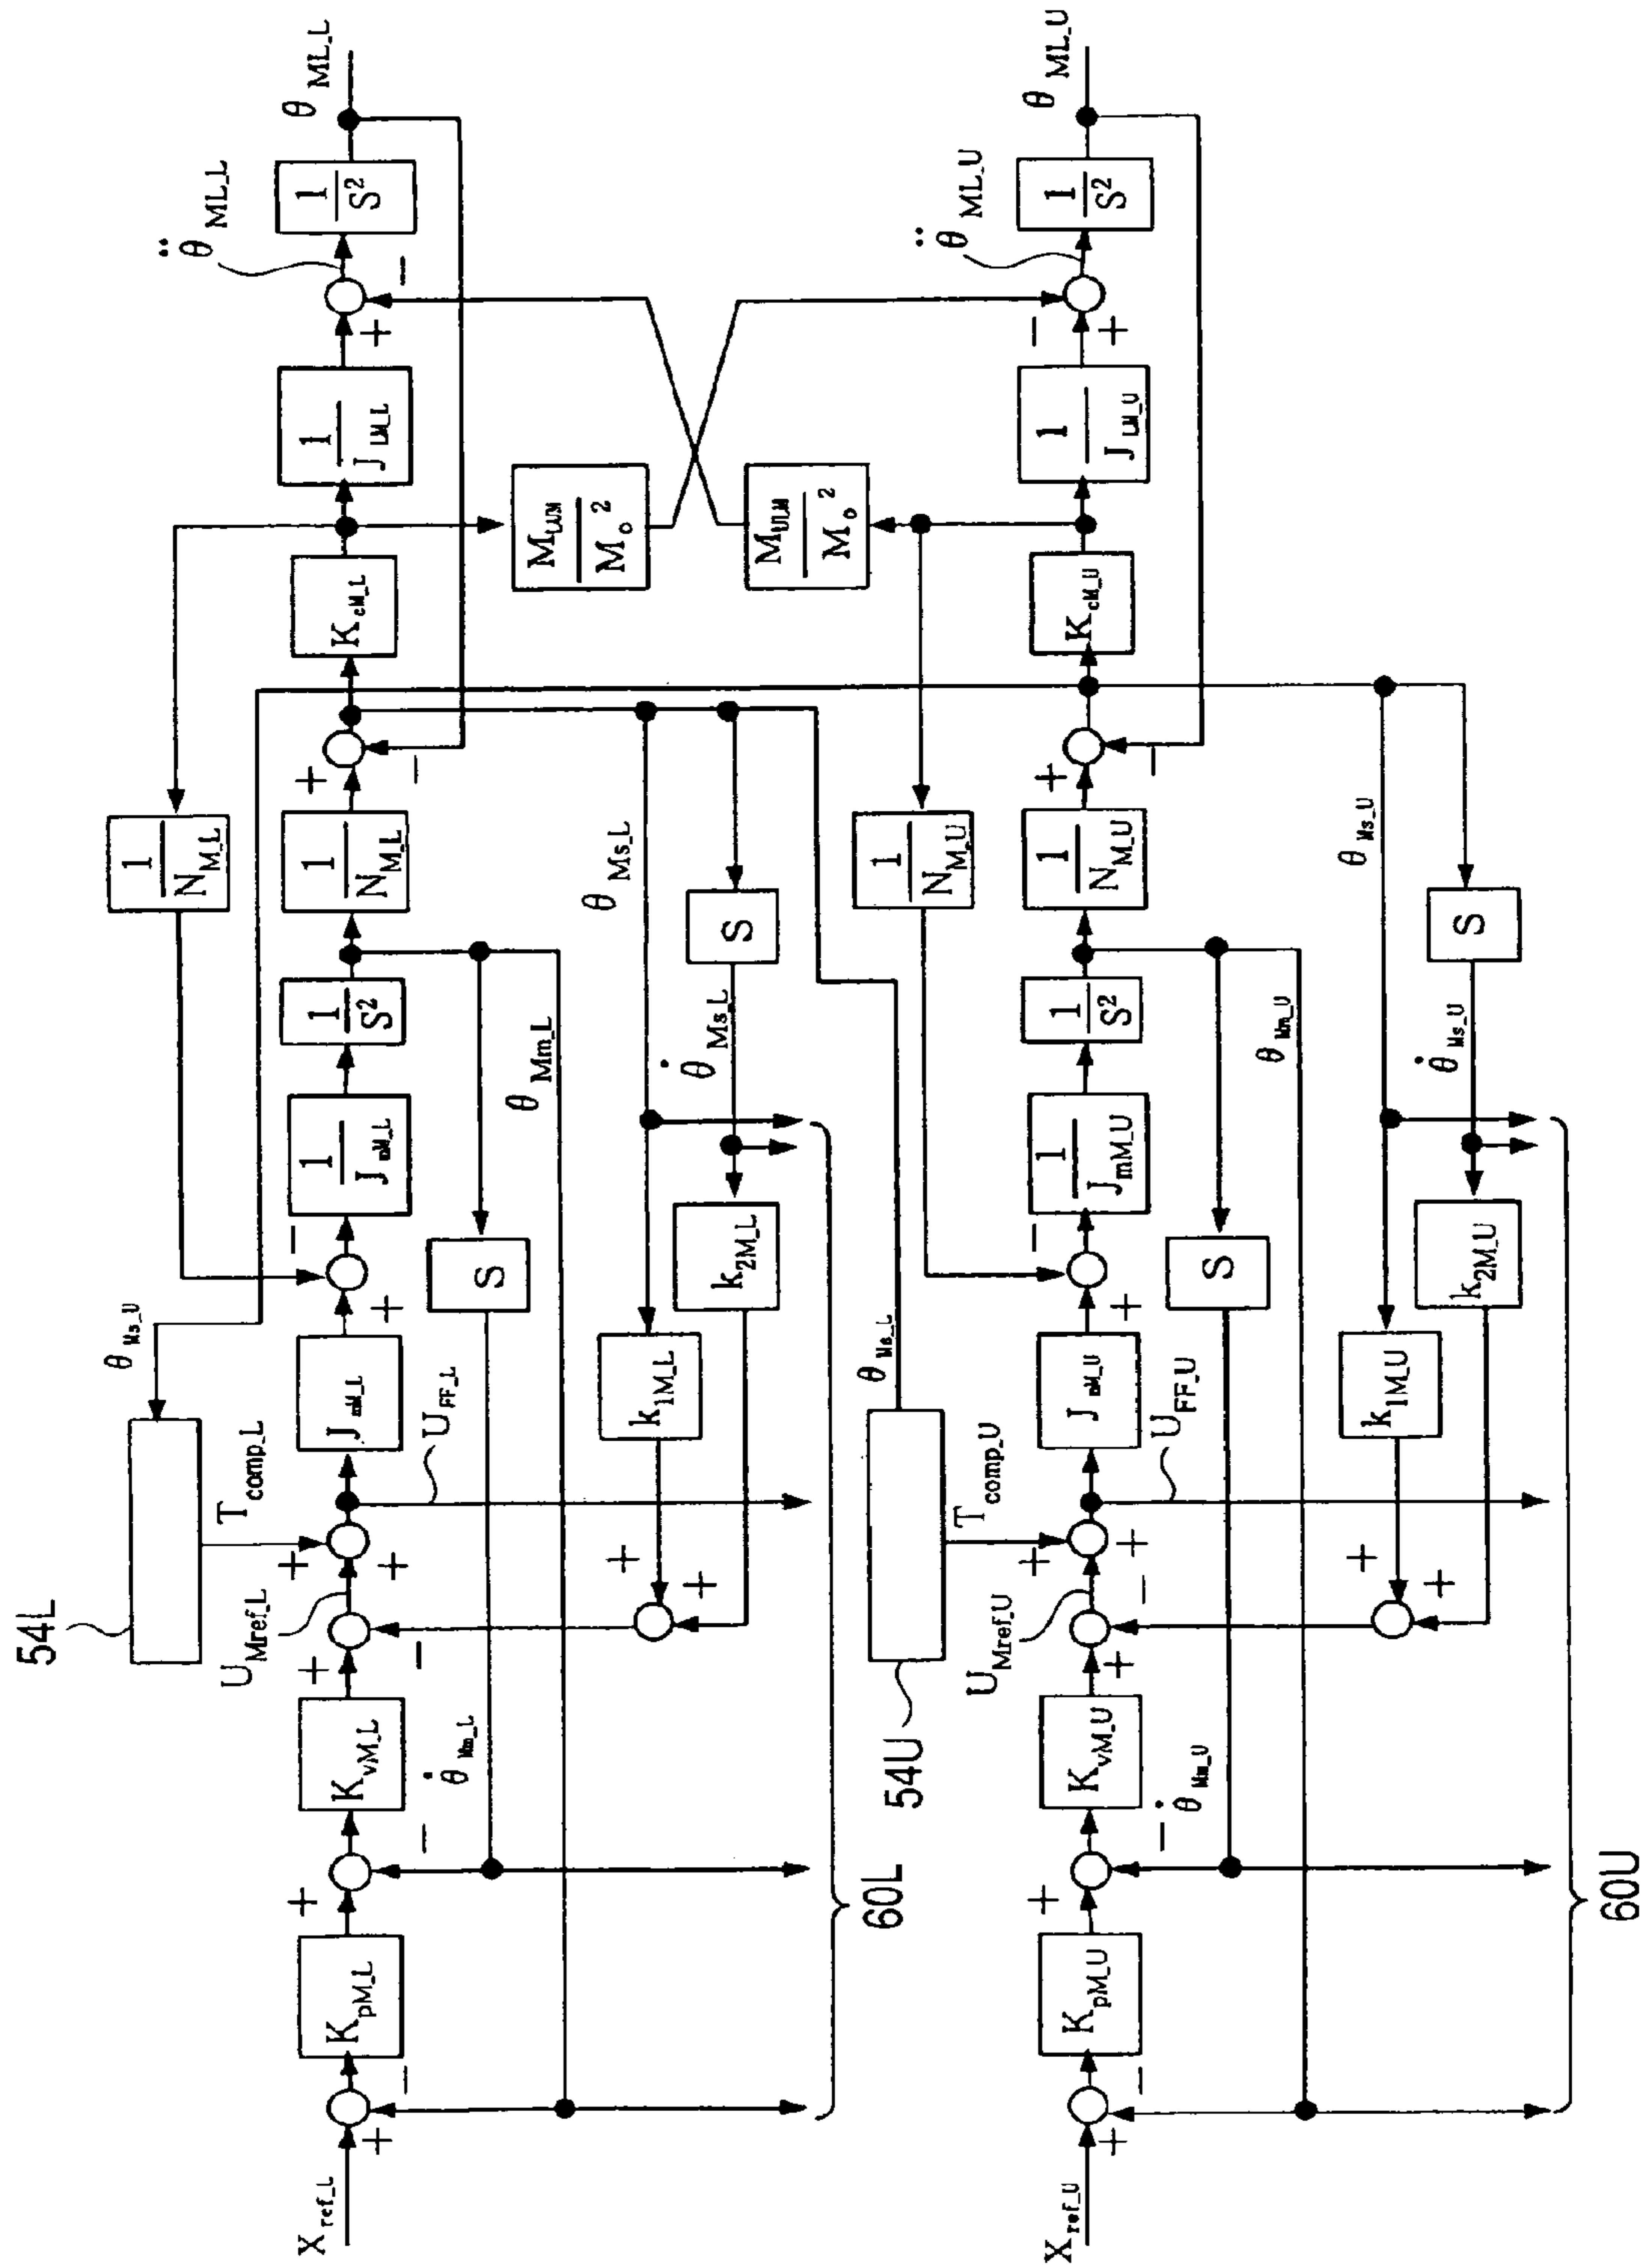 X ref_L
+
−
K pM_L
+
−
K vM_L
+
−
U Mref_L
+
+
T comp_L
54L
θ Ms_U
U FF_L
J mM_L
+
−
1 / J mM_L
1 / S²
1 / N M_L
1 / N M_L
+
−
K cM_L
1 / J LM_L
+
−
θ̈ ML_L
1 / S²
θ ML_L
θ̇ Mm_L
S
θ Mm_L
+
+
k 1M_L
k 2M_L
θ̇ Ms_L
S
θ Ms_L
60L
M LUM / M o ²
M ULM / M o ²
X ref_U
+
−
K pM_U
+
−
K vM_U
+
−
U Mref_U
+
+
T comp_U
54U
θ Ms_L
U FF_U
J mM_U
+
−
1 / J mM_U
1 / S²
1 / N M_U
1 / N M_U
+
−
K cM_U
1 / J LM_U
+
−
θ̈ ML_U
1 / S²
θ ML_U
θ̇ Mm_U
S
θ Mm_U
+
+
k 1M_U
k 2M_U
θ̇ Ms_U
S
θ Ms_U
60U